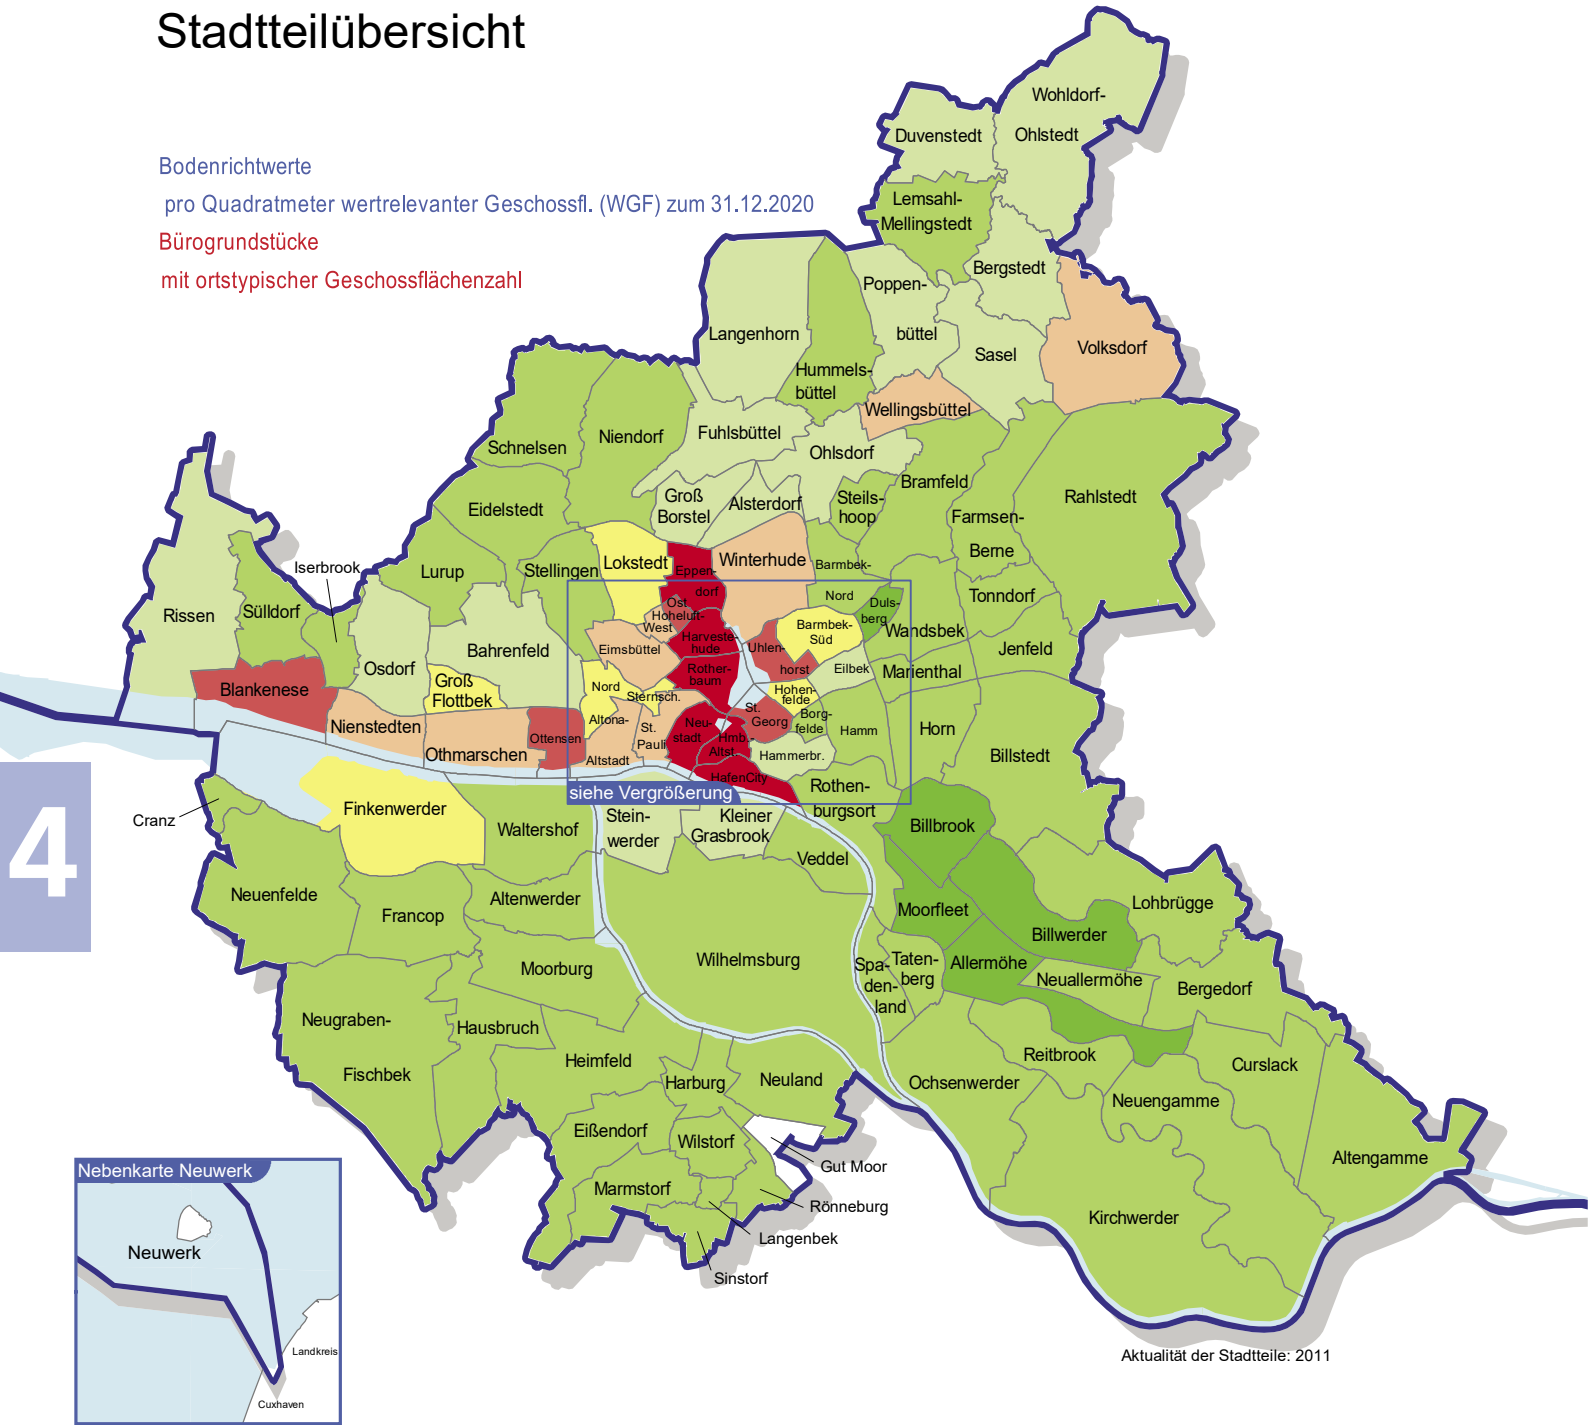 Stadtteilübersicht
Bodenrichtwerte
pro Quadratmeter wertrelevanter Geschossfl. (WGF) zum 31.12.2020
Bürogrundstücke
mit ortstypischer Geschossflächenzahl
4
Wohldorf-
Ohlstedt
Duvenstedt
Lemsahl-
Mellingstedt
Bergstedt
Poppen-
büttel
Volksdorf
Sasel
Langenhorn
Hummels-
büttel
Wellingsbüttel
Schnelsen
Niendorf
Fuhlsbüttel
Ohlsdorf
Bramfeld
Rahlstedt
Eidelstedt
Groß
Borstel
Alsterdorf
Steils-
hoop
Farmsen-
Berne
Lokstedt
Eppen-
dorf
Winterhude
Barmbek-
Nord
Lurup
Stellingen
Iserbrook
Rissen
Sülldorf
Osdorf
Bahrenfeld
Ost
Hoheluft-
West
Eimsbüttel
Harveste-
hude
Uhlen-
horst
Barmbek-
Süd
Duls-
berg
Wandsbek
Tonndorf
Jenfeld
Eilbek
Marienthal
Blankenese
Groß
Flottbek
Nienstedten
Othmarschen
Ottensen
Nord
Altona-
Altstadt
Sternsch.
St.
Pauli
Rother-
baum
Neu-
stadt
Hmb.-
Altst.
HafenCity
St.
Georg
Hohen-
felde
Borg-
felde
Hamm
Horn
Billstedt
Hammerbr.
Rothen-
burgsort
siehe Vergrößerung
Cranz
Finkenwerder
Waltershof
Stein-
werder
Kleiner
Grasbrook
Veddel
Billbrook
Neuenfelde
Francop
Altenwerder
Moorfleet
Billwerder
Lohbrügge
Moorburg
Wilhelmsburg
Spa-
den-
land
Taten-
berg
Allermöhe
Neuallermöhe
Bergedorf
Neugraben-
Fischbek
Hausbruch
Heimfeld
Harburg
Neuland
Ochsenwerder
Reitbrook
Curslack
Neuengamme
Eißendorf
Wilstorf
Gut Moor
Altengamme
Marmstorf
Rönneburg
Langenbek
Sinstorf
Kirchwerder
Nebenkarte Neuwerk
Neuwerk
Landkreis
Cuxhaven
Aktualität der Stadtteile: 2011